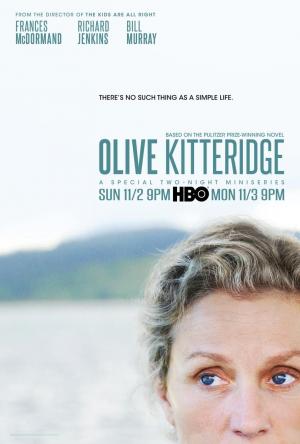 FROM THE DIRECTOR OF THE KIDS ARE ALL RIGHT
FRANCES McDORMAND
RICHARD JENKINS
BILL MURRAY
THERE'S NO SUCH THING AS A SIMPLE LIFE.
BASED ON THE PULITZER PRIZE-WINNING NOVEL
OLIVE KITTERIDGE
A SPECIAL TWO-NIGHT MINISERIES
SUN 11/2 9PM HBO MON 11/3 9PM